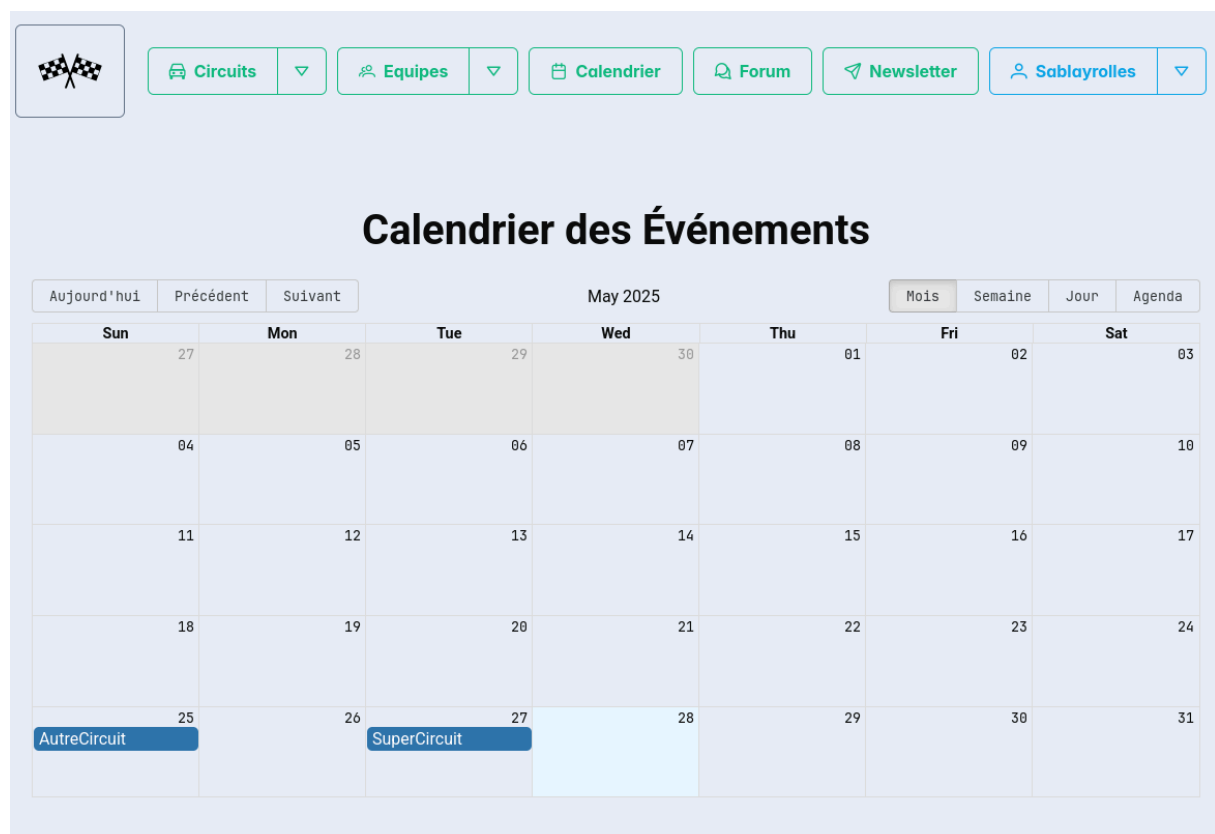 Circuits Equipes Calendrier Forum Newsletter Sablayrolles
Calendrier des Événements
Aujourd'hui Précédent Suivant May 2025 Mois Semaine Jour Agenda
Sun Mon Tue Wed Thu Fri Sat
27 28 29 30 01 02 03
04 05 06 07 08 09 10
11 12 13 14 15 16 17
18 19 20 21 22 23 24
25 26 27 28 29 30 31
AutreCircuit SuperCircuit